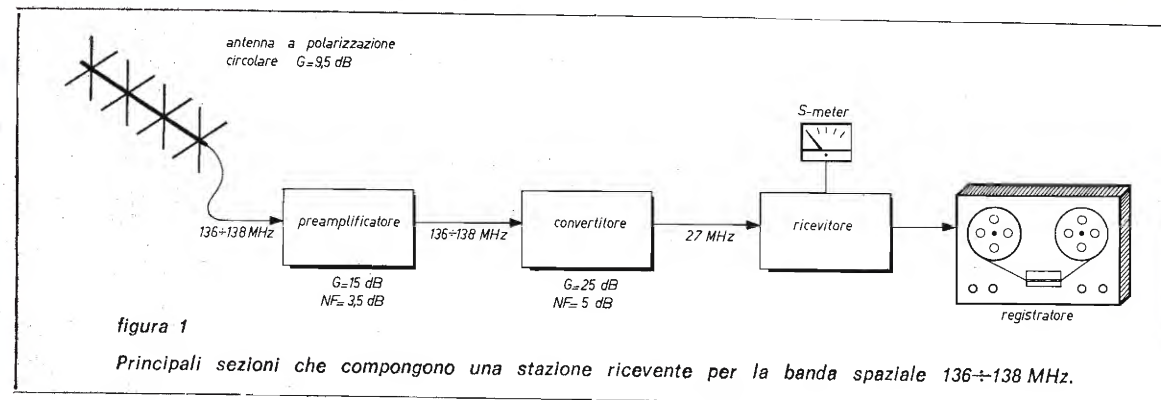 antenna a polarizzazione
circolare G=9,5 dB
S-meter
136÷138 MHz
preamplificatore
136÷138 MHz
convertitore
27 MHz
ricevitore
G=15 dB
NF= 3,5 dB
G=25 dB
NF= 5 dB
registratore
figura 1
Principali sezioni che compongono una stazione ricevente per la banda spaziale 136÷138 MHz.